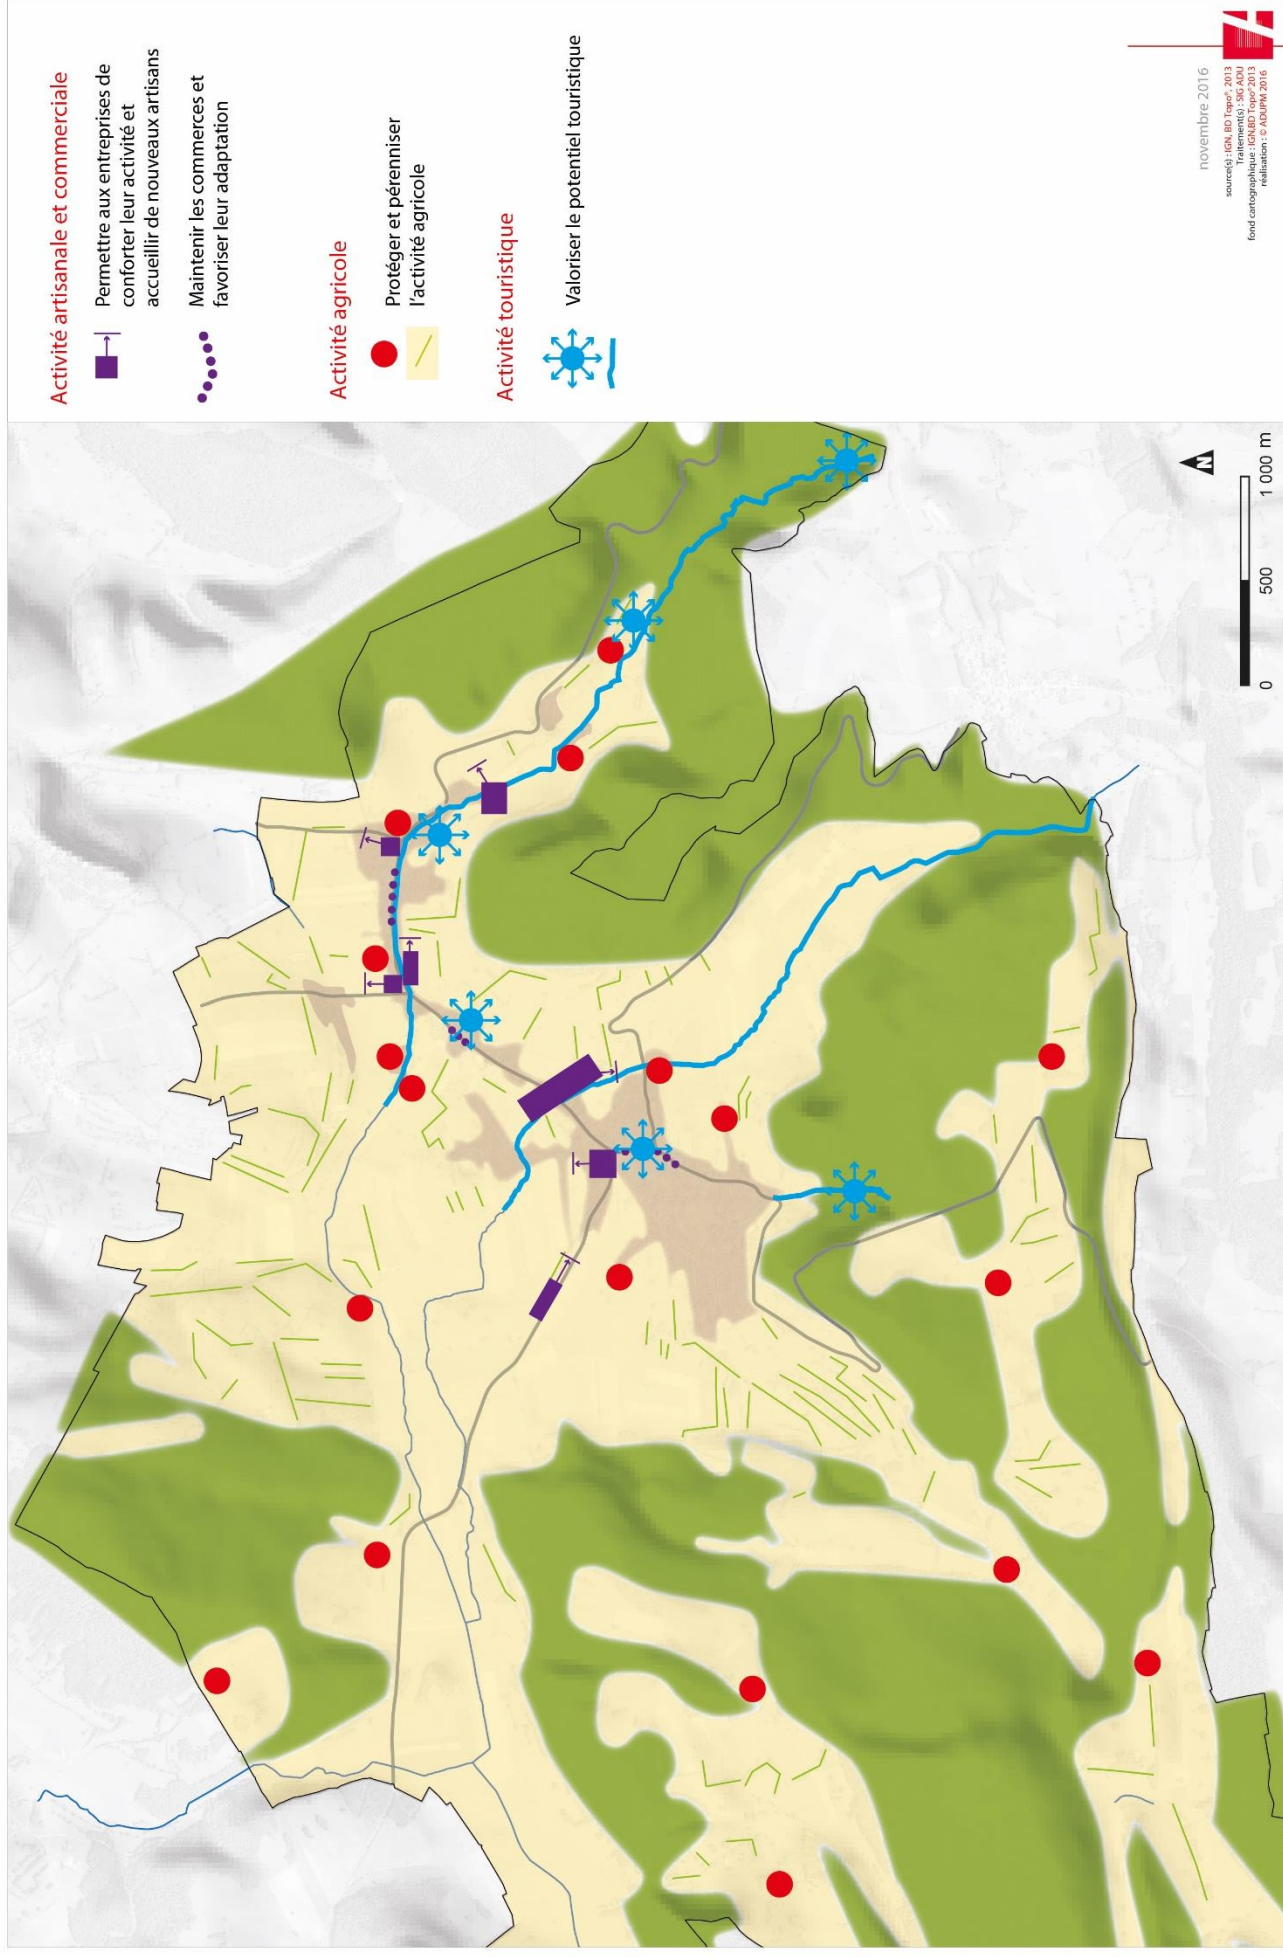 Activité artisanale et commerciale
Permettre aux entreprises de
conforter leur activité et
accueillir de nouveaux artisans
Maintenir les commerces et
favoriser leur adaptation
Activité agricole
Protéger et pérenniser
l'activité agricole
Activité touristique
Valoriser le potentiel touristique
N
0 500 1 000 m
novembre 2016
source(s) : IGN, BD Topo®, 2013
Traitement(s) : SIG ADU
fond cartographique : IGN,BD Topo®2013
réalisation : © ADUPM 2016